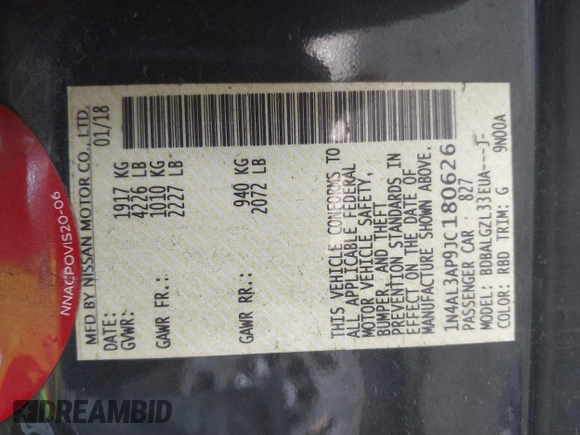 MFD BY NISSAN MOTOR CO., LTD.
DATE: 01/18
GVWR: 1917 KG
4226 LB
GAWR FR.: 1010 KG
2227 LB
GAWR RR.: 940 KG
2072 LB
THIS VEHICLE CONFORMS TO
ALL APPLICABLE FEDERAL
MOTOR VEHICLE SAFETY,
BUMPER, AND THEFT
PREVENTION STANDARDS IN
EFFECT ON THE DATE OF
MANUFACTURE SHOWN ABOVE.
1N4AL3AP9JC180626
PASSENGER CAR 827
MODEL: BDBALGZL33EUA---J-
COLOR: RBD TRIM: G 9N00A
NNACPOVIS20-06
DREAMBID